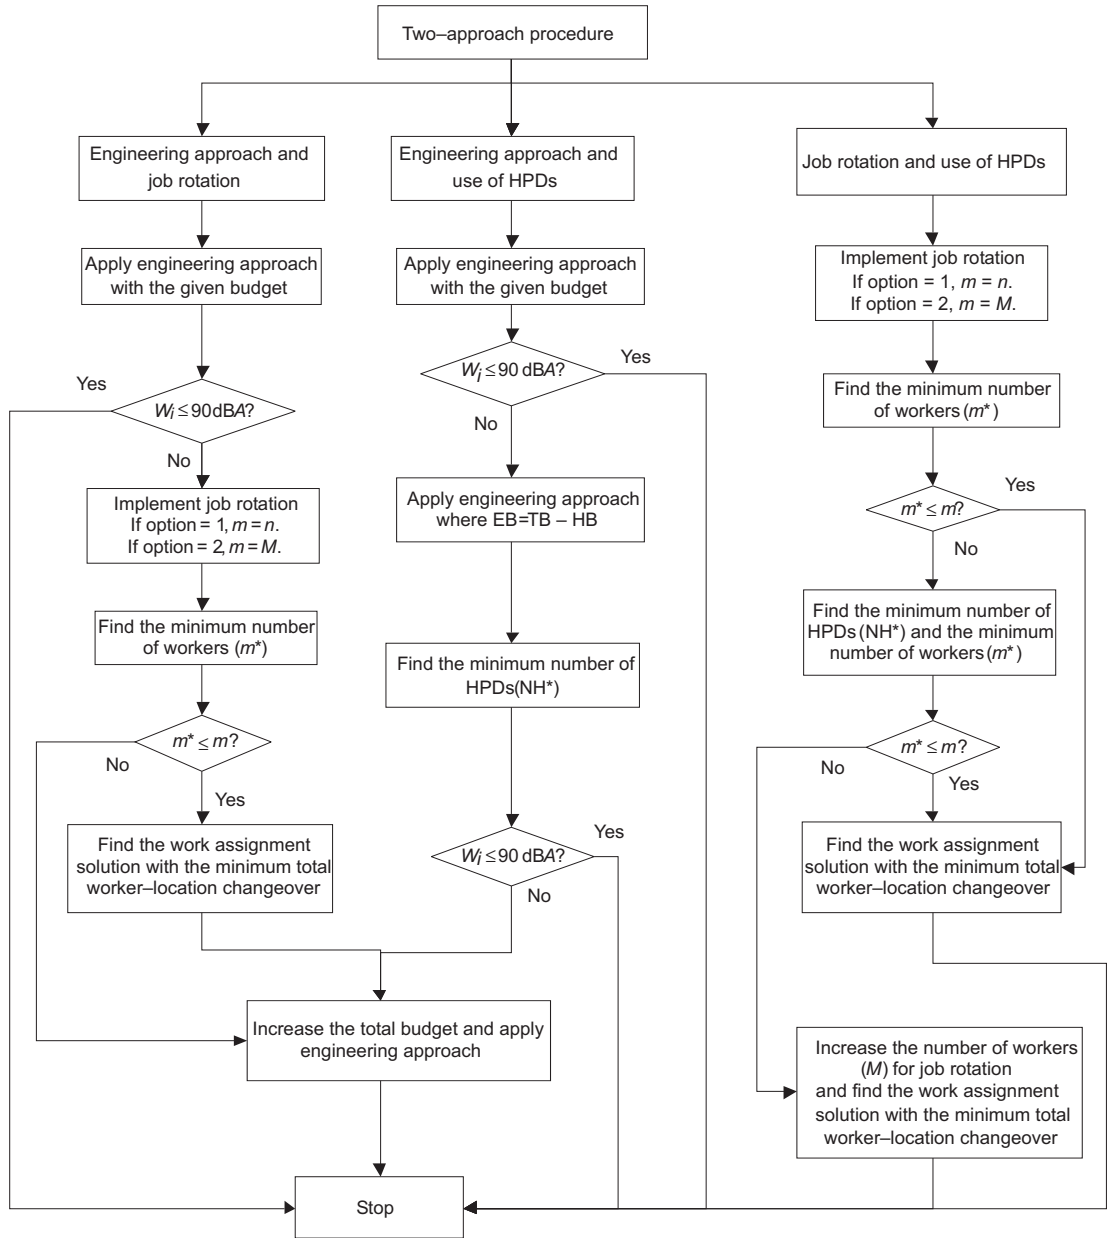 Two–approach procedure
Engineering approach and
job rotation
Apply engineering approach
with the given budget
Yes
Wj ≤ 90 dBA?
No
Implement job rotation
If option = 1, m = n.
If option = 2, m = M.
Find the minimum number
of workers (m*)
m* ≤ m?
No
Yes
Find the work assignment
solution with the minimum total
worker–location changeover
Engineering approach and
use of HPDs
Apply engineering approach
with the given budget
Wj ≤ 90 dBA?
Yes
No
Apply engineering approach
where EB=TB – HB
Find the minimum number of
HPDs(NH*)
Wj ≤ 90 dBA?
Yes
No
Increase the total budget and apply
engineering approach
Job rotation and use of HPDs
Implement job rotation
If option = 1, m = n.
If option = 2, m = M.
Find the minimum number
of workers (m*)
m* ≤ m?
Yes
No
Find the minimum number of
HPDs (NH*) and the minimum
number of workers (m*)
m* ≤ m?
No
Yes
Find the work assignment
solution with the minimum total
worker–location changeover
Increase the number of workers
(M) for job rotation
and find the work assignment
solution with the minimum total
worker–location changeover
Stop